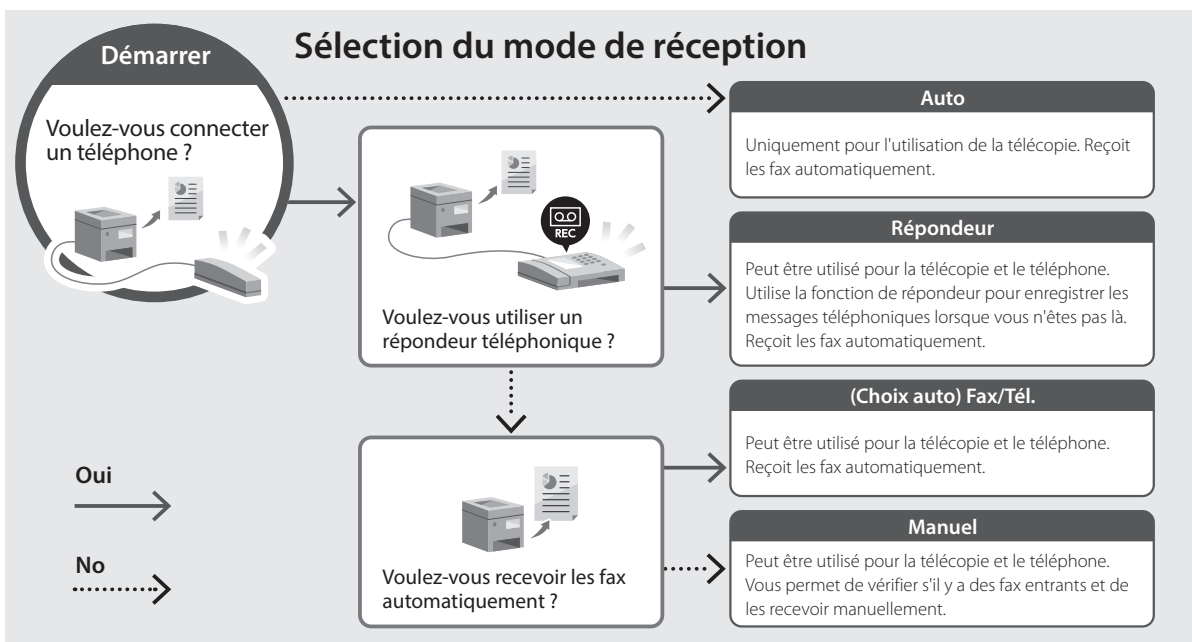 Démarrer
Sélection du mode de réception
Voulez-vous connecter
un téléphone ?
REC
Voulez-vous utiliser un
répondeur téléphonique ?
Voulez-vous recevoir les fax
automatiquement ?
Auto
Uniquement pour l'utilisation de la télécopie. Reçoit
les fax automatiquement.
Répondeur
Peut être utilisé pour la télécopie et le téléphone.
Utilise la fonction de répondeur pour enregistrer les
messages téléphoniques lorsque vous n'êtes pas là.
Reçoit les fax automatiquement.
(Choix auto) Fax/Tél.
Peut être utilisé pour la télécopie et le téléphone.
Reçoit les fax automatiquement.
Manuel
Peut être utilisé pour la télécopie et le téléphone.
Vous permet de vérifier s'il y a des fax entrants et de
les recevoir manuellement.
Oui
No